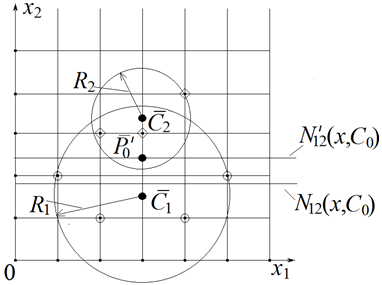 x₂
R₂
C̅₂
P̅₀′
N′₁₂(x,C₀)
R₁
C̅₁
N₁₂(x,C₀)
0
x₁